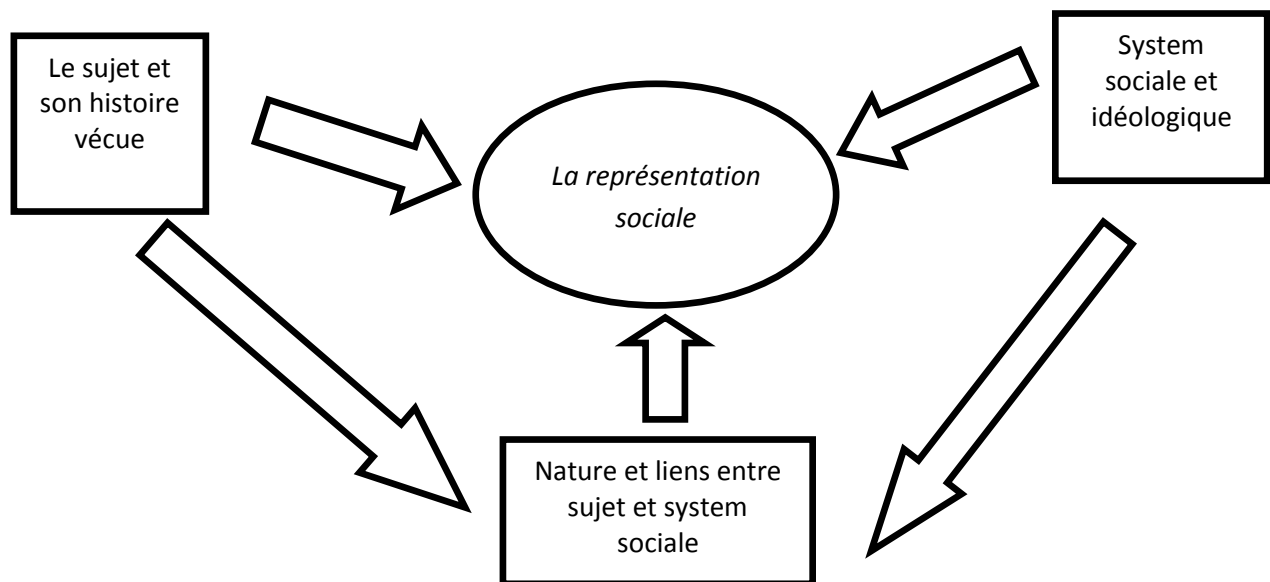 Le sujet et
son histoire
vécue
La représentation
sociale
System
sociale et
idéologique
Nature et liens entre
sujet et system
sociale